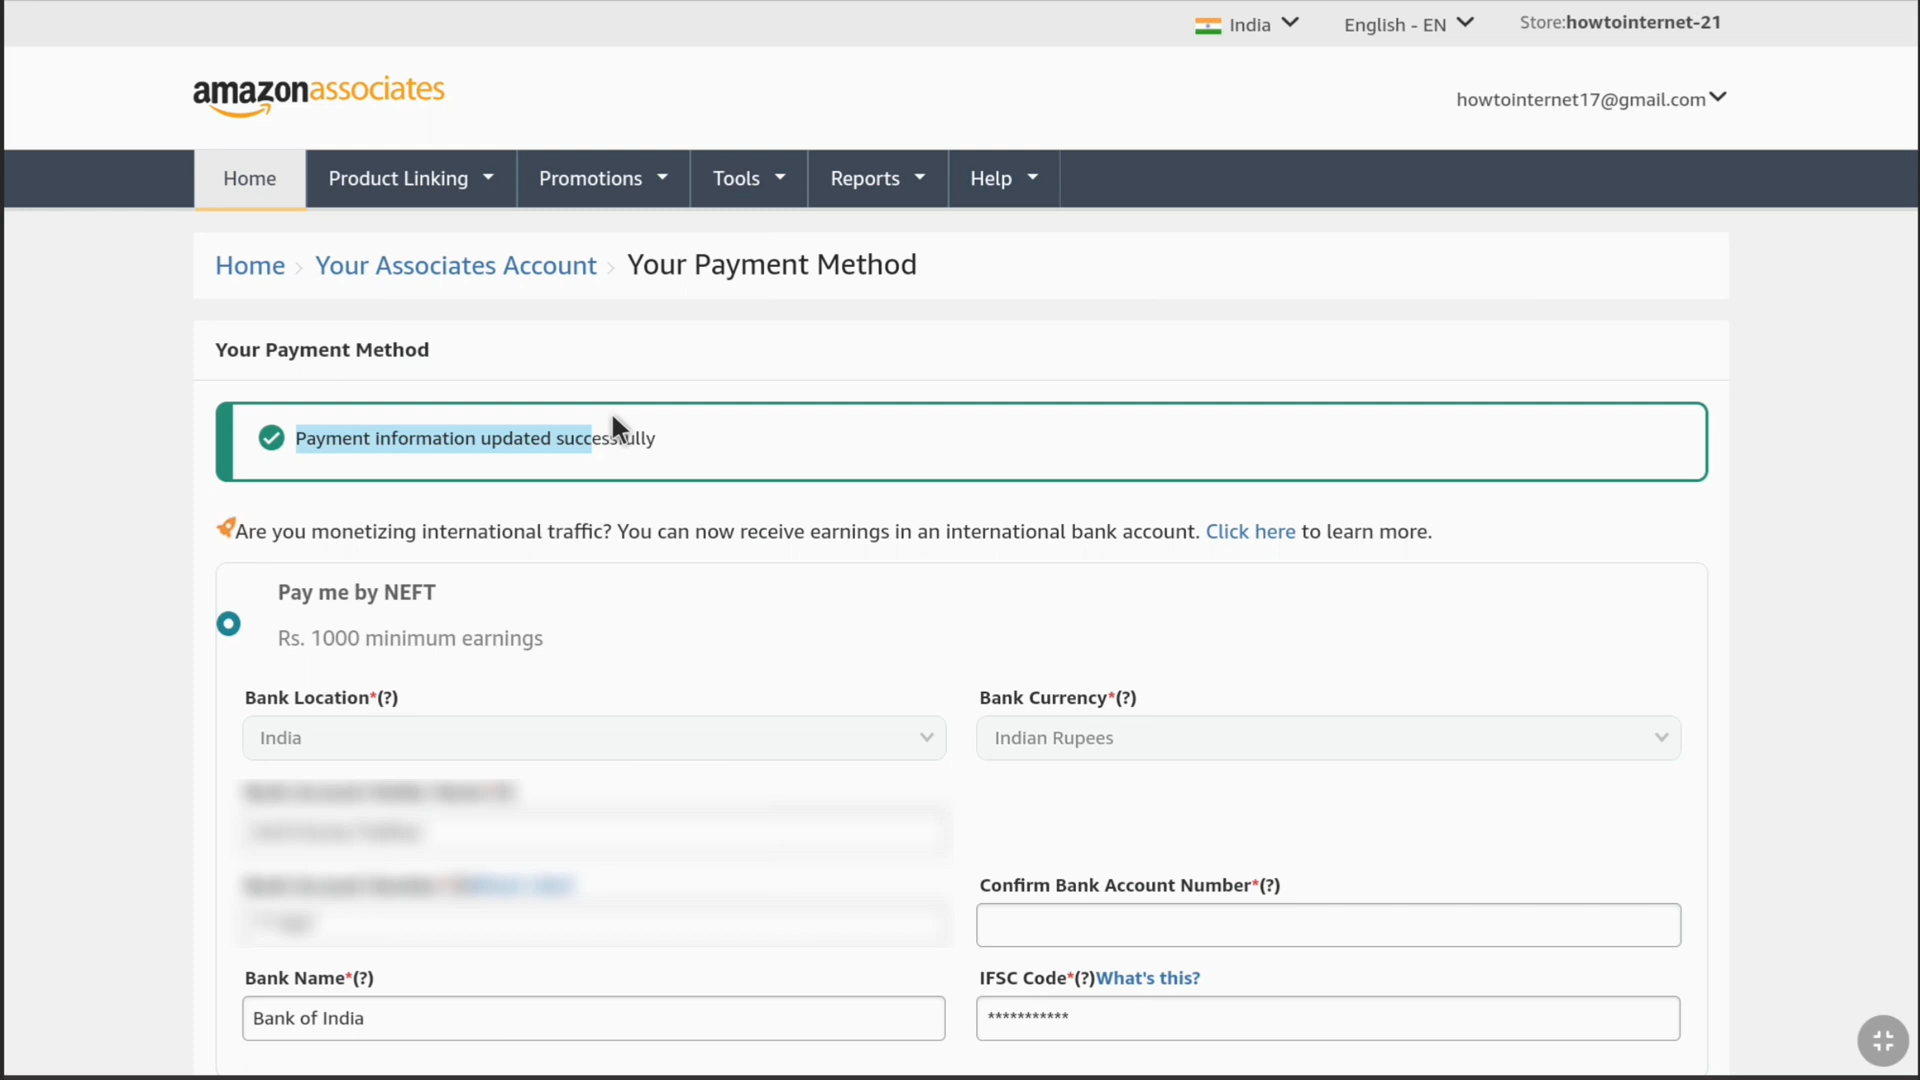 India
English - EN
Store:howtointernet-21
amazonassociates
howtointernet17@gmail.com
Home
Product Linking
Promotions
Tools
Reports
Help
Home › Your Associates Account › Your Payment Method
Your Payment Method
Payment information updated successfully
Are you monetizing international traffic? You can now receive earnings in an international bank account. Click here to learn more.
Pay me by NEFT
Rs. 1000 minimum earnings
Bank Location*(?)
Bank Currency*(?)
India
Indian Rupees
Confirm Bank Account Number*(?)
Bank Name*(?)
IFSC Code*(?)What's this?
Bank of India
***********